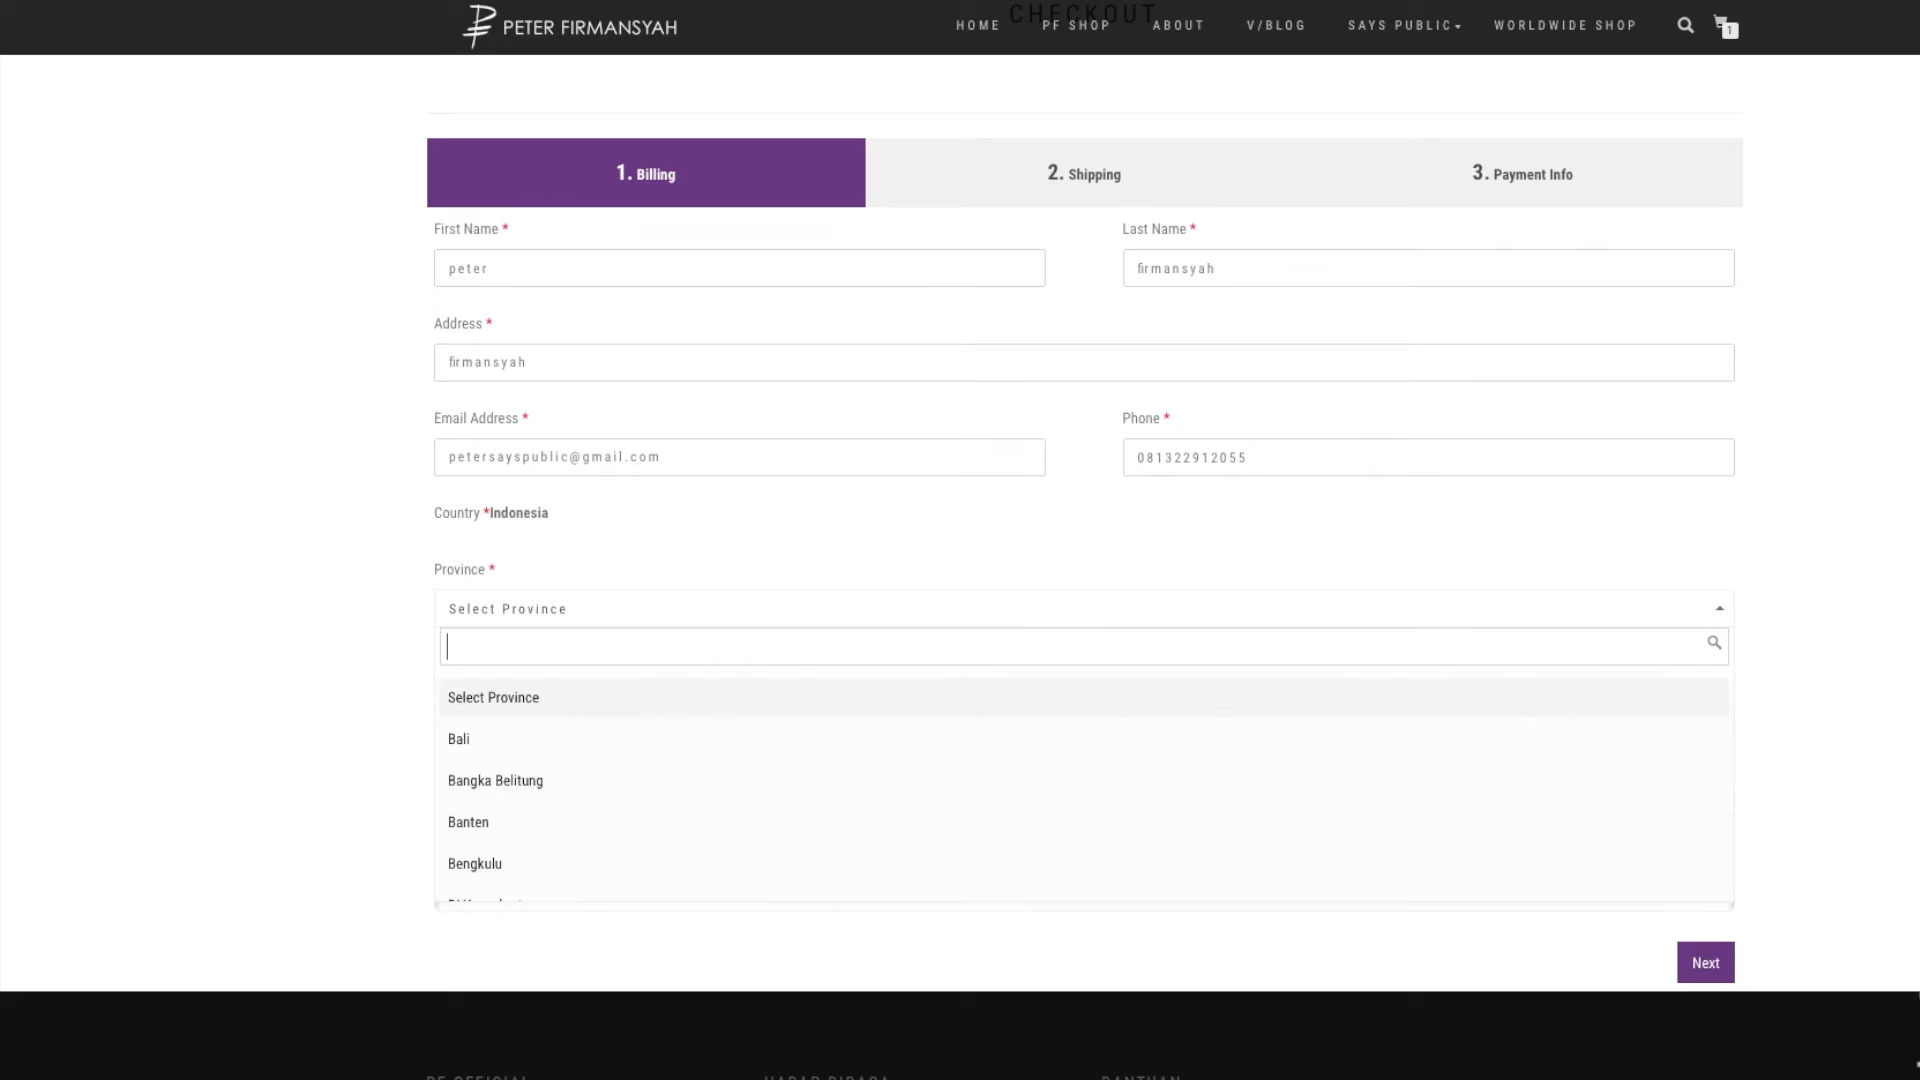 PETER FIRMANSYAH
CHECKOUT
HOME PF SHOP ABOUT V/BLOG SAYS PUBLIC WORLDWIDE SHOP 1
1. Billing 2. Shipping 3. Payment Info
First Name * Last Name *
peter firmansyah
Address *
firmansyah
Email Address * Phone *
petersayspublic@gmail.com 081322912055
Country *Indonesia
Province *
Select Province
Select Province
Bali
Bangka Belitung
Banten
Bengkulu
Next